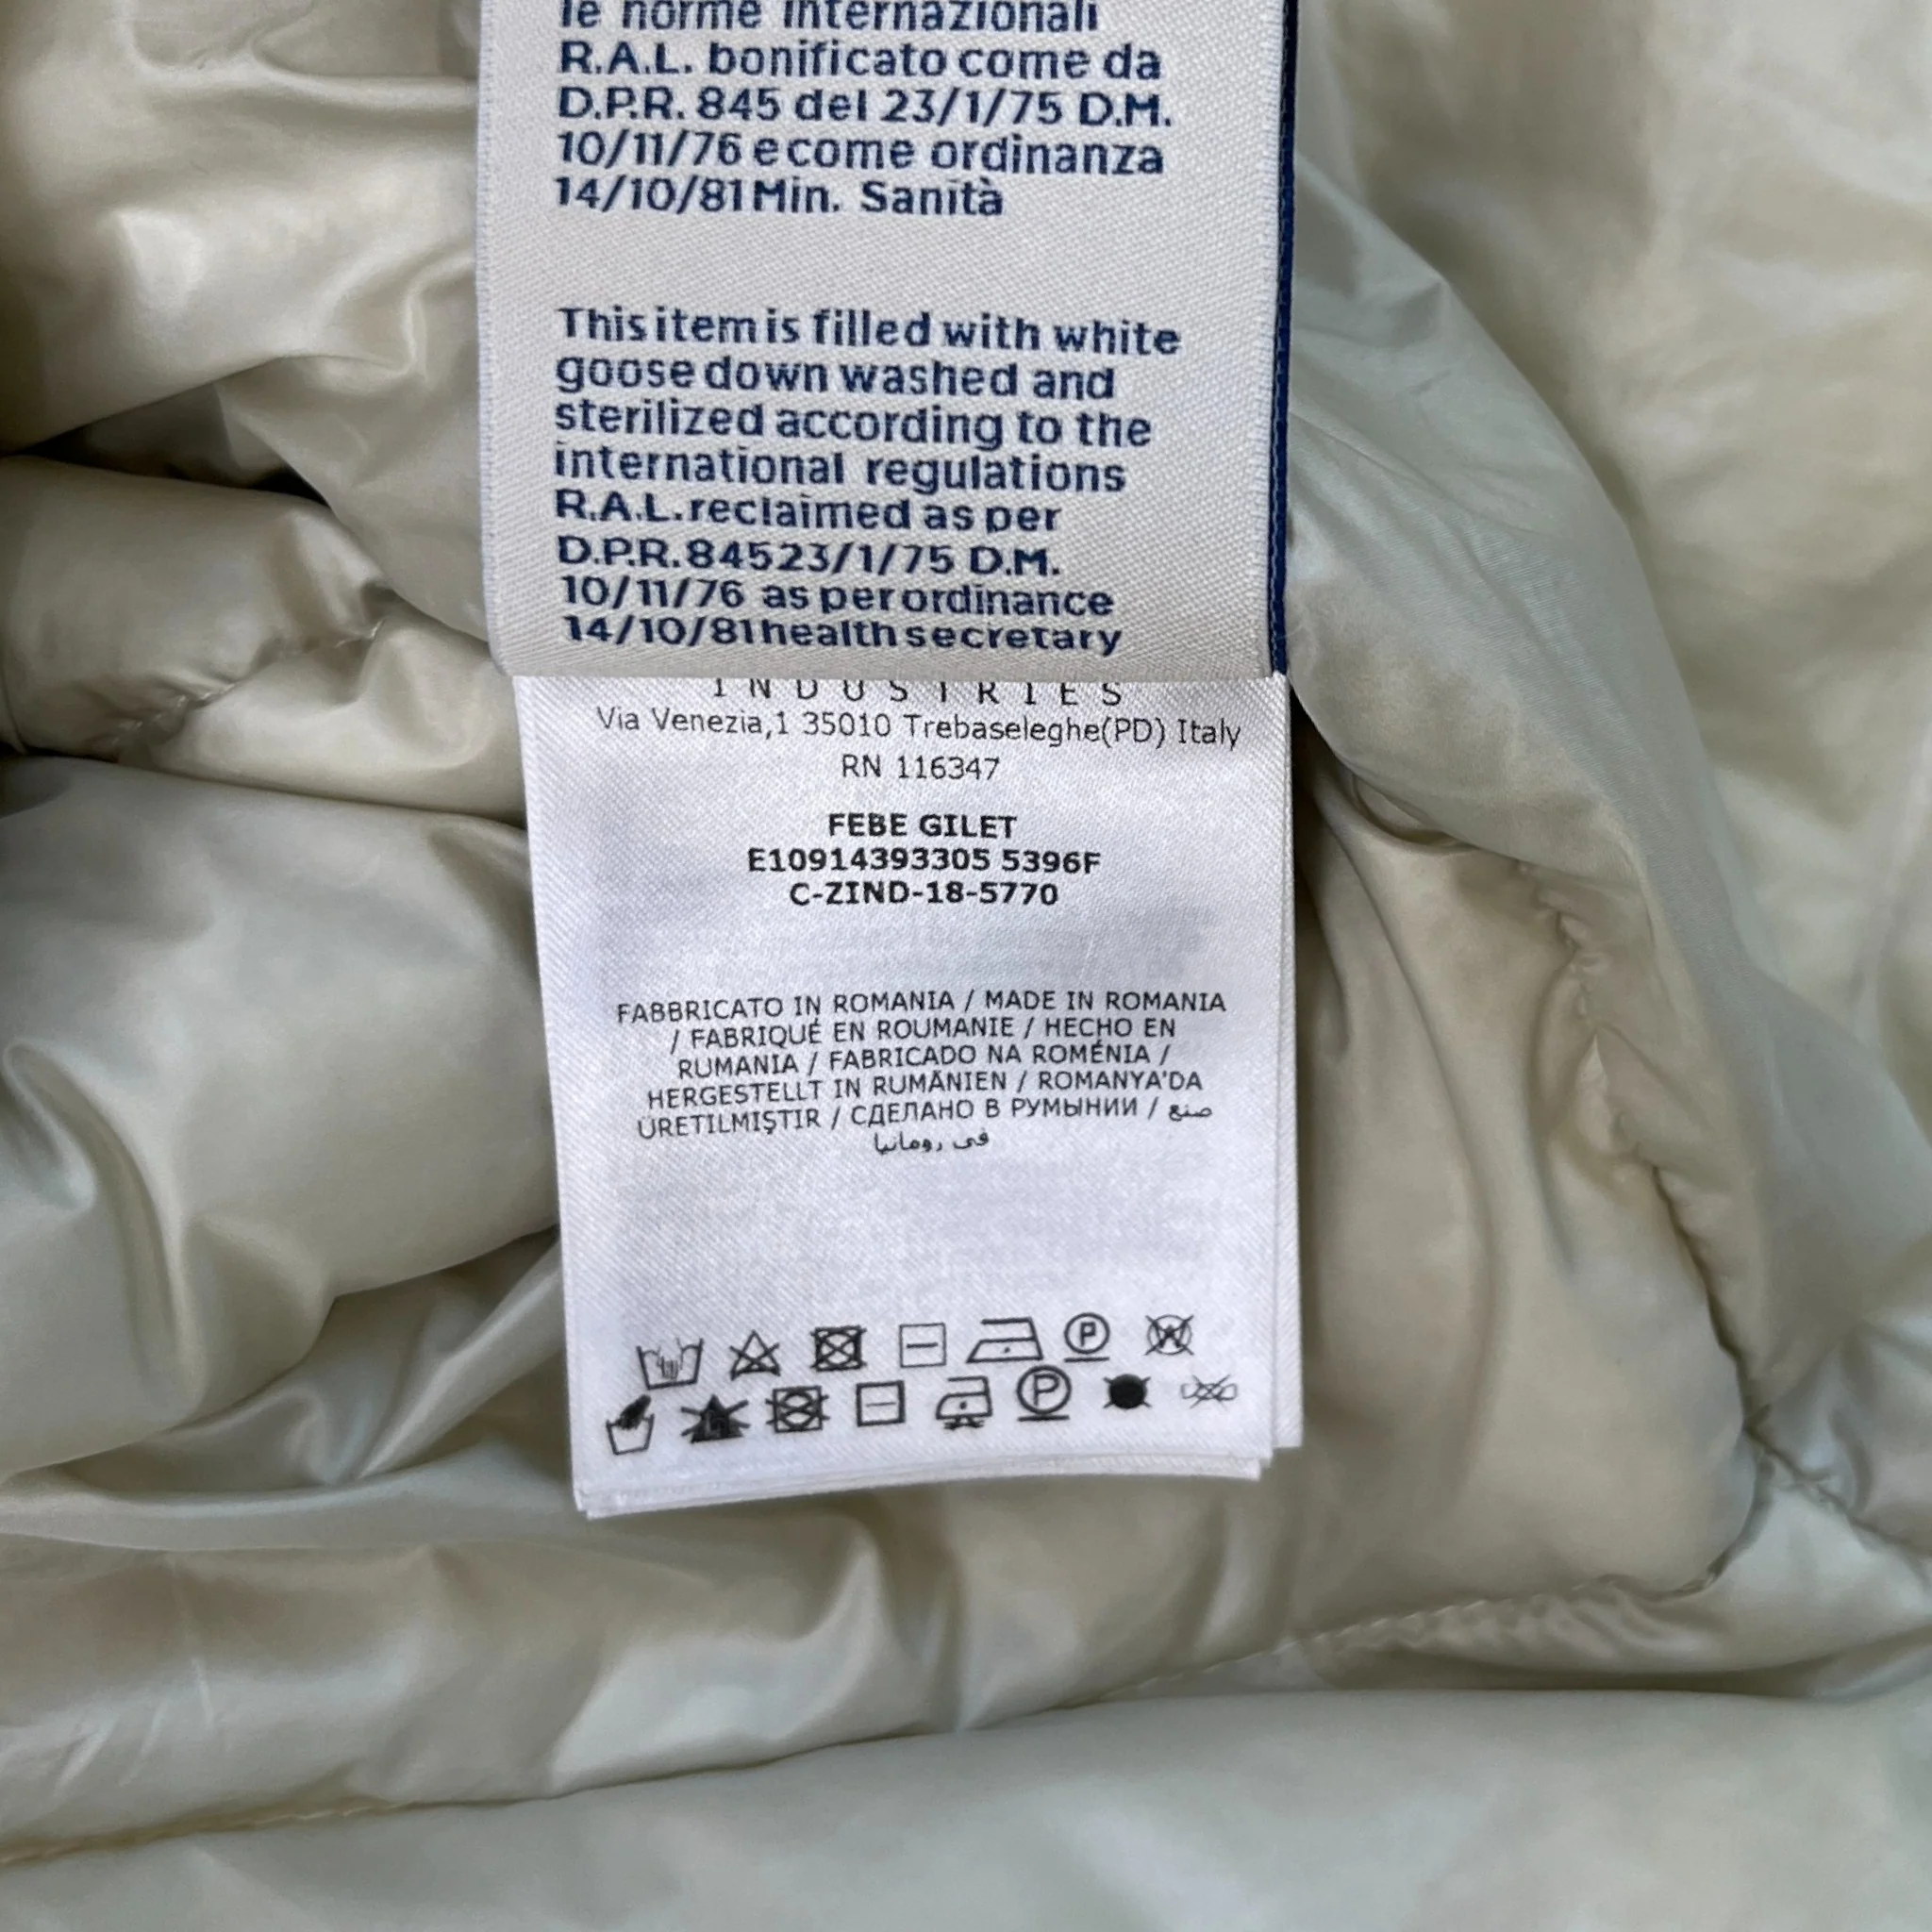 le norme internazionali
R.A.L. bonificato come da
D.P.R. 845 del 23/1/75 D.M.
10/11/76 e come ordinanza
14/10/81 Min. Sanità
This item is filled with white
goose down washed and
sterilized according to the
international regulations
R.A.L. reclaimed as per
D.P.R. 845 23/1/75 D.M.
10/11/76 as per ordinance
14/10/81 health secretary
INDUSTRIES
Via Venezia,1 35010 Trebaseleghe(PD) Italy
RN 116347
FEBE GILET
E10914393305 5396F
C-ZIND-18-5770
FABBRICATO IN ROMANIA / MADE IN ROMANIA
/ FABRIQUÉ EN ROUMANIE / HECHO EN
RUMANIA / FABRICADO NA ROMÉNIA /
HERGESTELLT IN RUMÄNIEN / ROMANYA'DA
ÜRETILMIŞTIR / СДЕЛАНО В РУМЫНИИ / صنع
فى رومانيا
P W
P